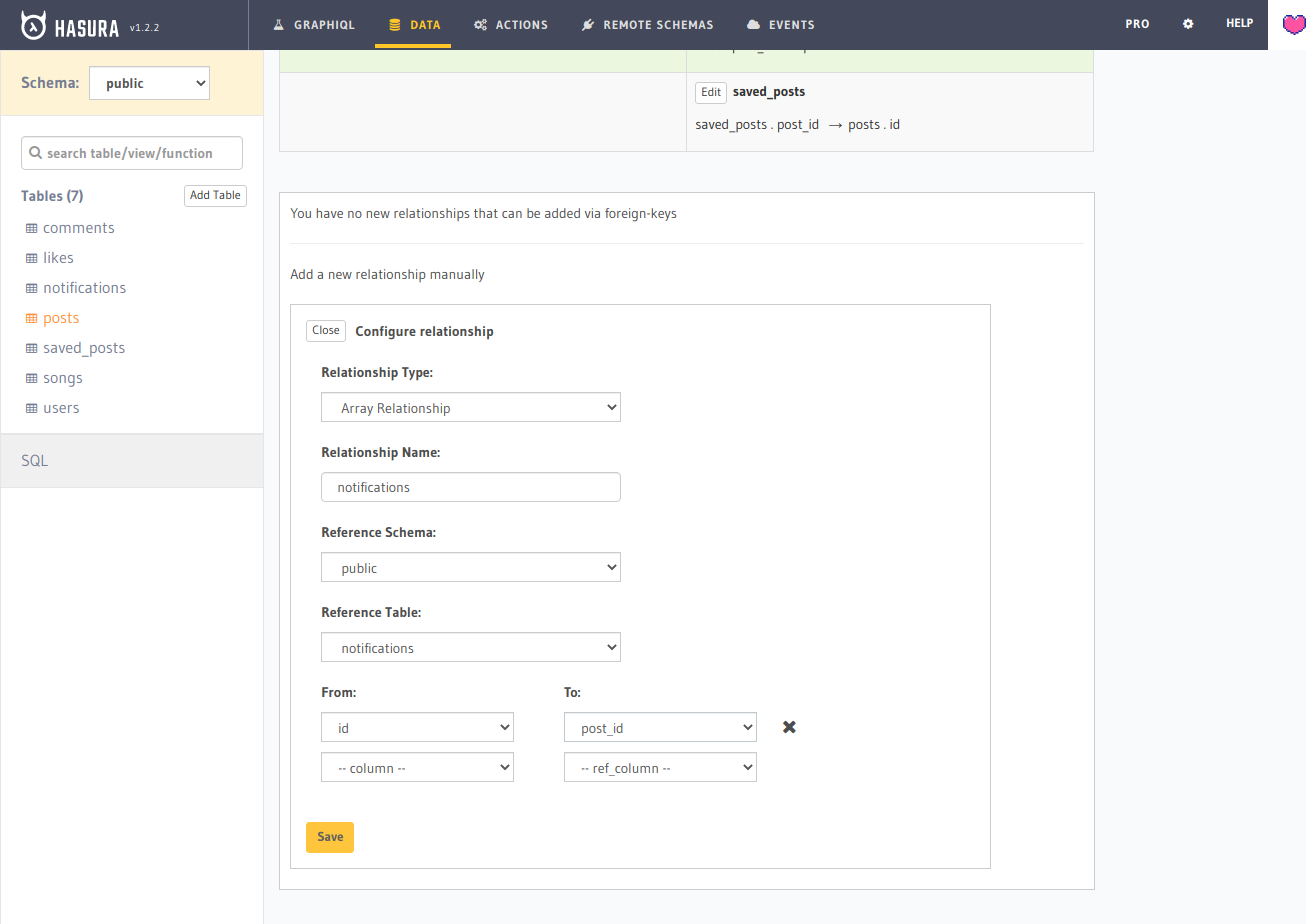 HASURA v1.2.2 GRAPHIQL DATA ACTIONS REMOTE SCHEMAS EVENTS PRO HELP
Schema: public
search table/view/function
Tables (7) Add Table
comments
likes
notifications
posts
saved_posts
songs
users
SQL
Edit saved_posts
saved_posts . post_id → posts . id
You have no new relationships that can be added via foreign-keys
Add a new relationship manually
Close Configure relationship
Relationship Type:
Array Relationship
Relationship Name:
notifications
Reference Schema:
public
Reference Table:
notifications
From: To:
id post_id
-- column -- -- ref_column --
Save